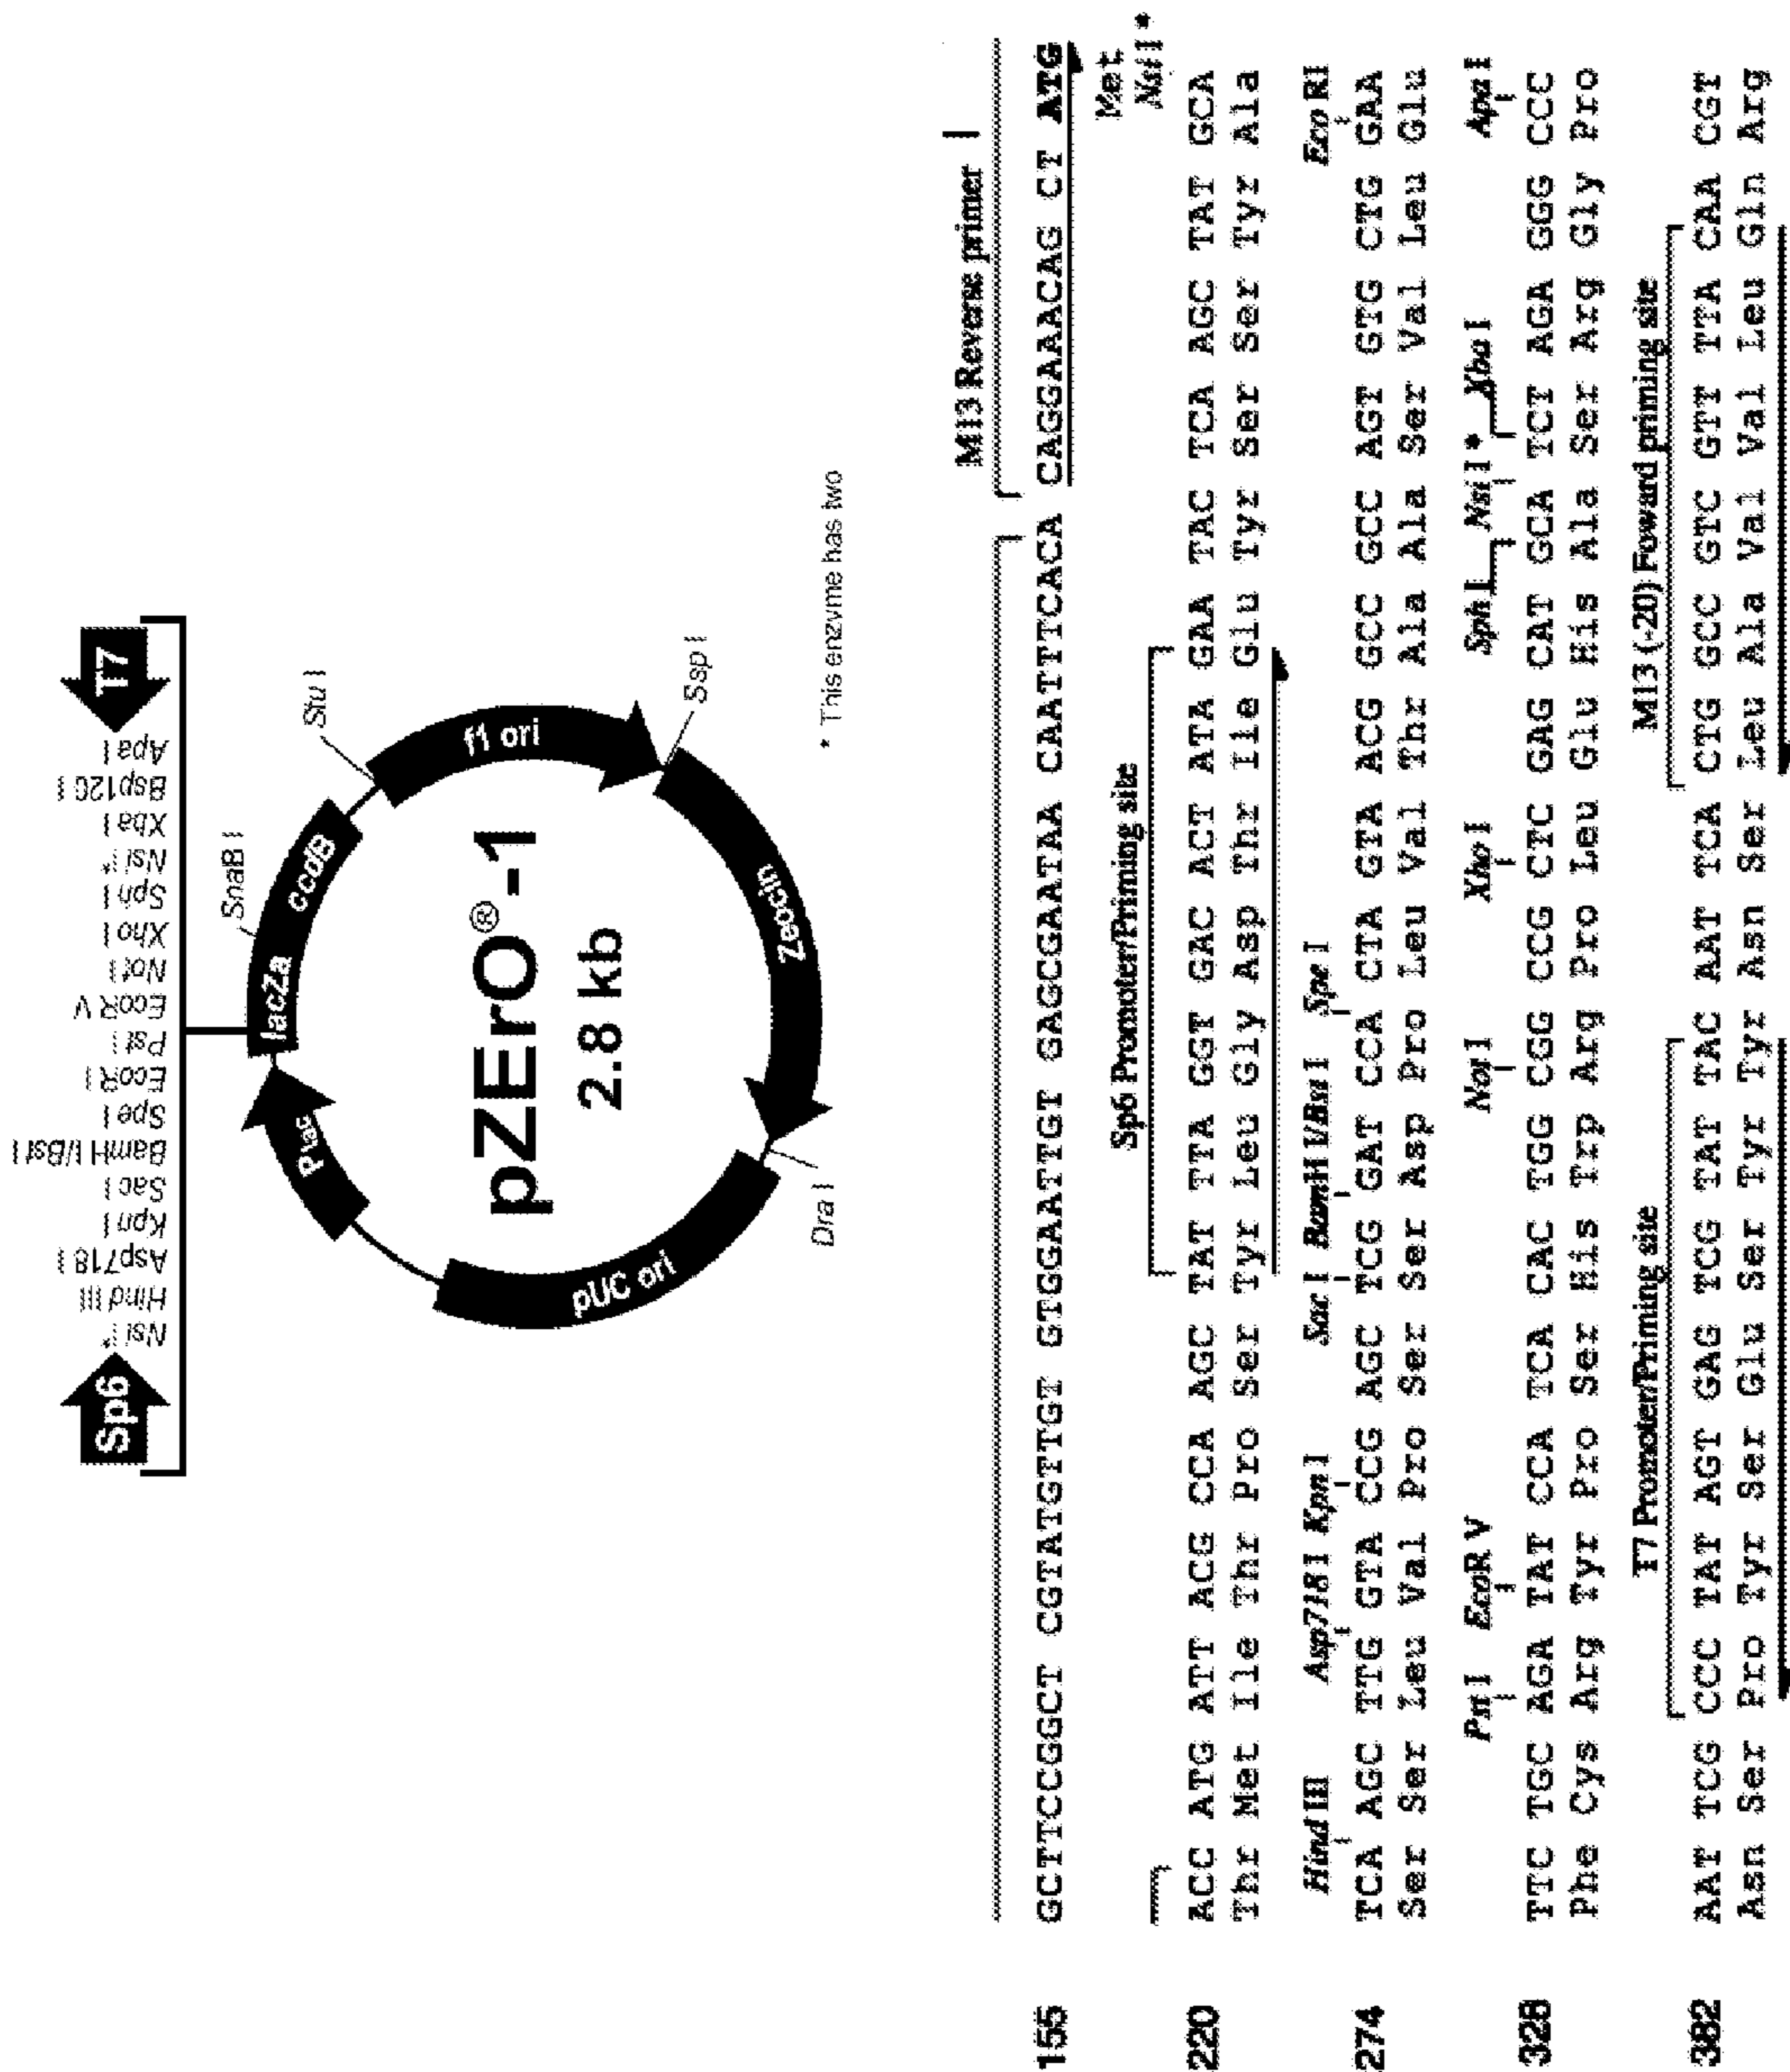 Sp6
Nsi I*
Hind III
Asp718 I
Kpn I
Sac I
BamH I/Bst I
Spe I
EcoR I
Pst I
EcoR V
Not I
Xho I
Sph I
Nsi I*
Xba I
Bsp120 I
Apa I
T7
SnaB I
Stu I
Plac
lacZa
ccdB
f1 ori
Ssp I
pZErO®-1
2.8 kb
Zeocin
pUC ori
Dra I
* This enzyme has two
M13 Reverse primer
155 GCTTCCGGCT CGTATGTTGT GTGGAATTGT GAGCGAATAA CAATTTCACA CAGGAAACAG CT ATG
Met
Sp6 Promoter/Priming site Nsi I*
220 ACC ATG ATT ACG CCA AGC TAT TTA GGT GAC ACT ATA GAA TAC TCA AGC TAT GCA
Thr Met Ile Thr Pro Ser Tyr Leu Gly Asp Thr Ile Glu Tyr Ser Ser Tyr Ala
Hind III Asp718 I Kpn I Sac I BamH I/Bst I Spe I Eco RI
274 TCA AGC TTG GTA CCG AGC TCG GAT CCA CTA GTA ACG GCC GCC AGT GTG CTG GAA
Ser Ser Leu Val Pro Ser Ser Asp Pro Leu Val Thr Ala Ala Ser Val Leu Glu
Pst I EcoR V Not I Xho I Sph I Nsi I* Xba I Apa I
328 TTC TGC AGA TAT CCA TCA CAC TGG CGG CCG CTC GAG CAT GCA TCT AGA GGG CCC
Phe Cys Arg Tyr Pro Ser His Trp Arg Pro Leu Glu His Ala Ser Arg Gly Pro
T7 Promoter/Priming site M13 (-20) Foward priming site
382 AAT TCG CCC TAT AGT GAG TCG TAT TAC AAT TCA CTG GCC GTC GTT TTA CAA CGT
Asn Ser Pro Tyr Ser Glu Ser Tyr Tyr Asn Ser Leu Ala Val Val Leu Gln Arg